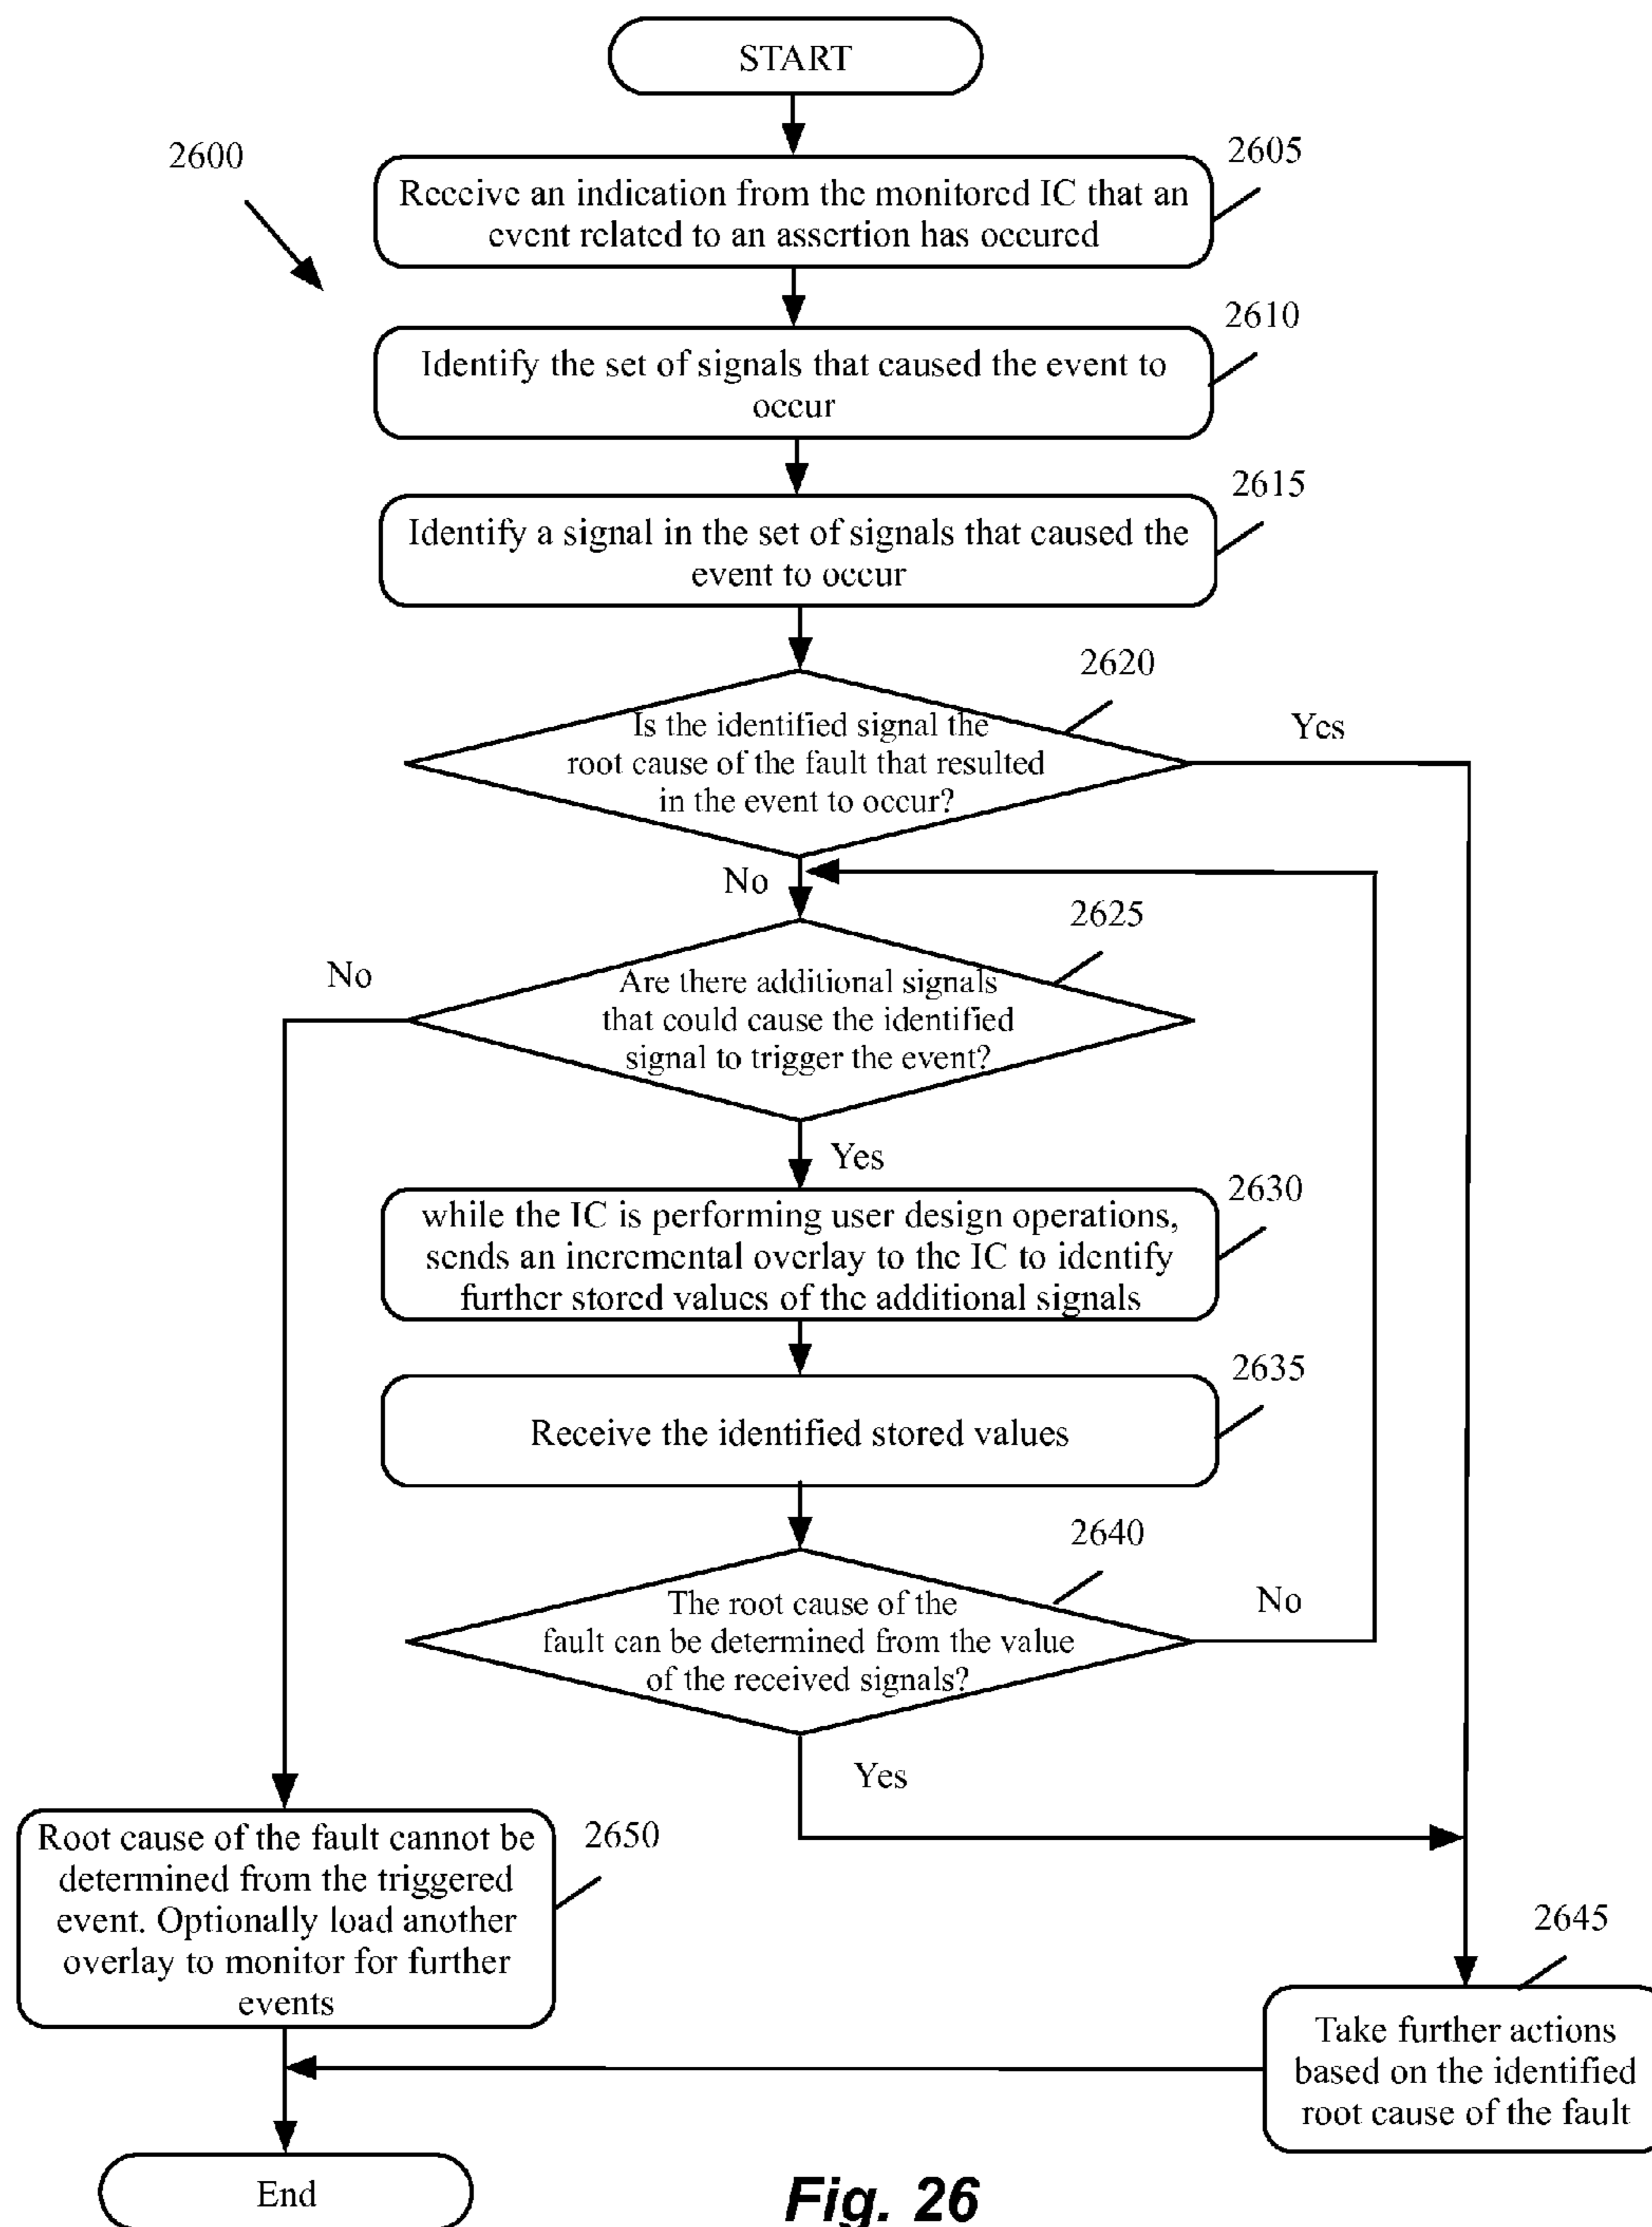 START
2600
2605
Receive an indication from the monitored IC that an
event related to an assertion has occured
2610
Identify the set of signals that caused the event to
occur
2615
Identify a signal in the set of signals that caused the
event to occur
2620
Is the identified signal the
root cause of the fault that resulted
in the event to occur?
Yes
No
2625
No
Are there additional signals
that could cause the identified
signal to trigger the event?
Yes
2630
while the IC is performing user design operations,
sends an incremental overlay to the IC to identify
further stored values of the additional signals
2635
Receive the identified stored values
2640
The root cause of the
fault can be determined from the value
of the received signals?
No
Yes
2650
Root cause of the fault cannot be
determined from the triggered
event. Optionally load another
overlay to monitor for further
events
2645
Take further actions
based on the identified
root cause of the fault
End
Fig. 26